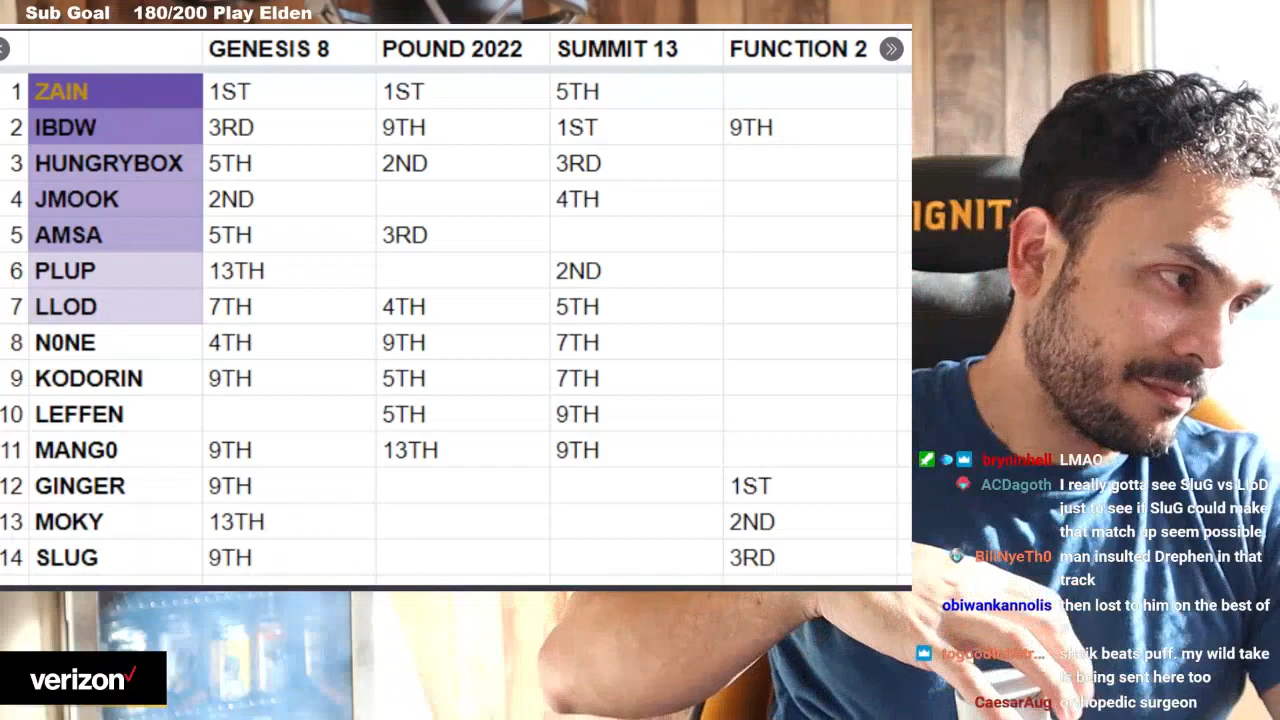 Sub Goal 180/200 Play Elden
GENESIS 8 POUND 2022 SUMMIT 13 FUNCTION 2
1 ZAIN 1ST 1ST 5TH
2 IBDW 3RD 9TH 1ST 9TH
3 HUNGRYBOX 5TH 2ND 3RD
4 JMOOK 2ND 4TH
5 AMSA 5TH 3RD
6 PLUP 13TH 2ND
7 LLOD 7TH 4TH 5TH
8 N0NE 4TH 9TH 7TH
9 KODORIN 9TH 5TH 7TH
10 LEFFEN 5TH 9TH
11 MANG0 9TH 13TH 9TH
12 GINGER 9TH 1ST
13 MOKY 13TH 2ND
14 SLUG 9TH 3RD
IGNIT
bryninhell LMAO
ACDagoth I really gotta see SluG vs LloD
just to see if SluG could make
that match up seem possible
BillNyeTh0 man insulted Drephen in that
track
obiwankannolis then lost to him on the best of
sheik beats puff. my wild take
is being sent here too
CaesarAug orthopedic surgeon
verizon